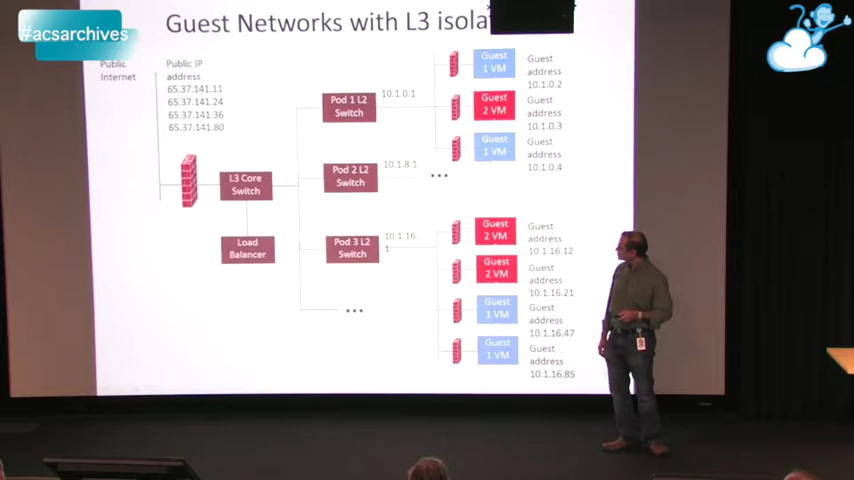 #acsarchives
Guest Networks with L3 isola
Public
Internet
Public IP
address
65.37.141.11
65.37.141.24
65.37.141.36
65.37.141.80
L3 Core
Switch
Load
Balancer
Pod 1 L2
Switch
10.1.0.1
Pod 2 L2
Switch
10.1.8.1
...
Pod 3 L2
Switch
10.1.16.
1
...
Guest
1 VM
Guest
address
10.1.0.2
Guest
2 VM
Guest
address
10.1.0.3
Guest
1 VM
Guest
address
10.1.0.4
Guest
2 VM
Guest
address
10.1.16.12
Guest
2 VM
Guest
address
10.1.16.21
Guest
1 VM
Guest
address
10.1.16.47
Guest
1 VM
Guest
address
10.1.16.85